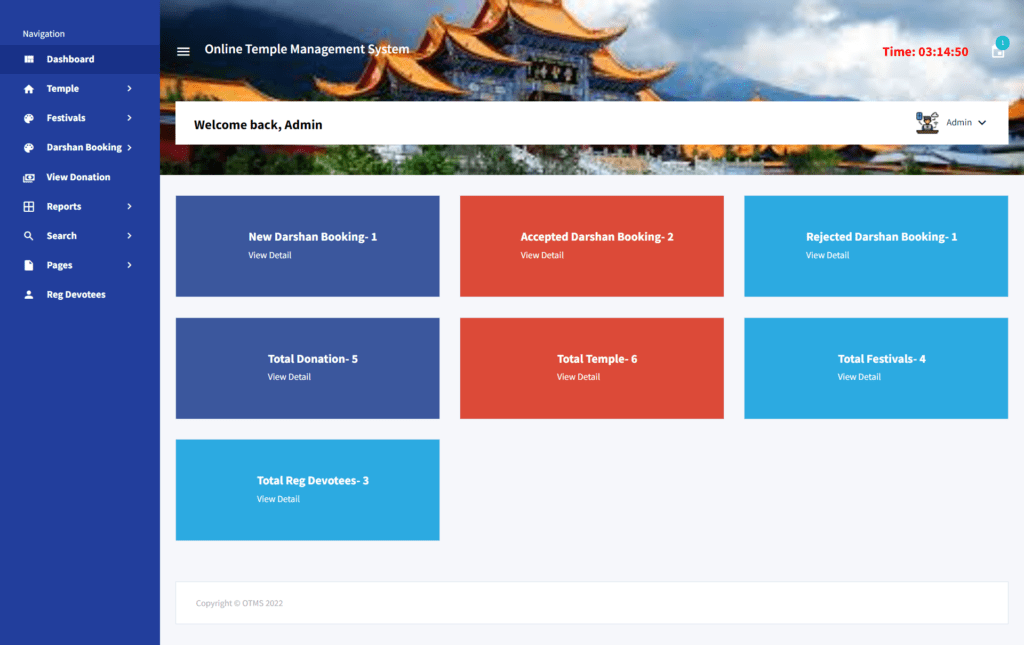 Navigation
Dashboard
Temple
Festivals
Darshan Booking
View Donation
Reports
Search
Pages
Reg Devotees
Online Temple Management System
Time: 03:14:50
1
Welcome back, Admin
Admin
New Darshan Booking- 1
View Detail
Accepted Darshan Booking- 2
View Detail
Rejected Darshan Booking- 1
View Detail
Total Donation- 5
View Detail
Total Temple- 6
View Detail
Total Festivals- 4
View Detail
Total Reg Devotees- 3
View Detail
Copyright © OTMS 2022